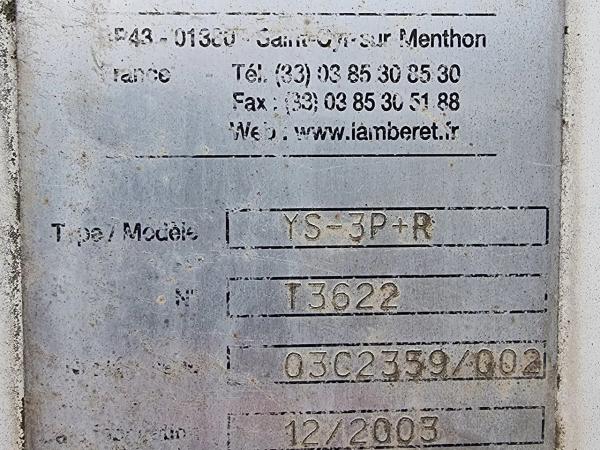 01380 - Saint-Cyr-sur Menthon
Tél. (33) 03 85 30 85 30
Fax : (33) 03 85 30 51 88
Web : www.lamberet.fr
Type / Modèle YS-3P+R
N° T3622
03C2359/002
12/2003